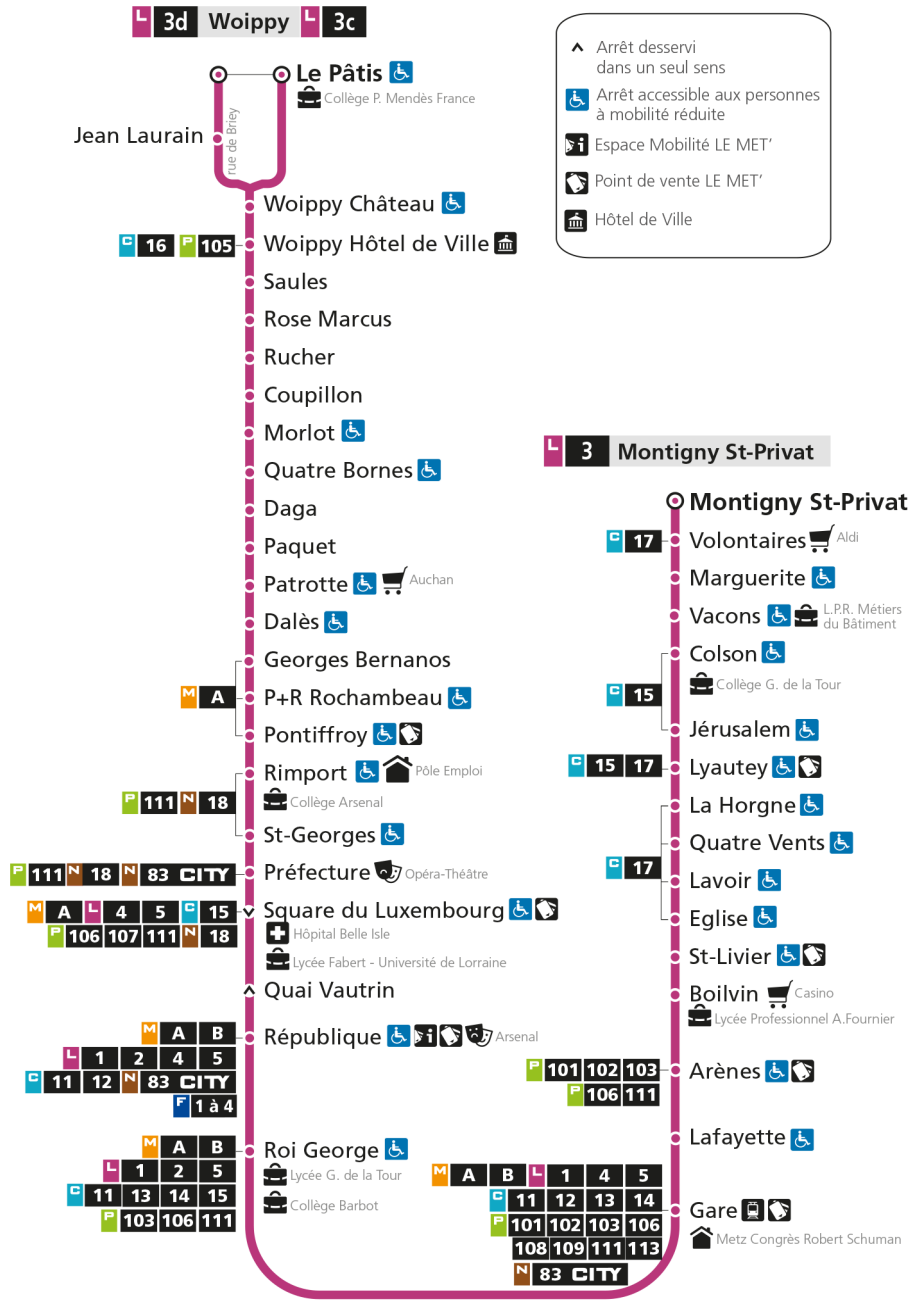 L 3d Woippy L 3c
^ Arrêt desservi
dans un seul sens
Arrêt accessible aux personnes
à mobilité réduite
i Espace Mobilité LE MET'
Point de vente LE MET'
Hôtel de Ville
Le Pâtis
Collège P. Mendès France
rue de Briey
Jean Laurain
Woippy Château
C 16 P 105 Woippy Hôtel de Ville
Saules
Rose Marcus
Rucher
Coupillon
Morlot
Quatre Bornes
Daga
Paquet
Patrotte Auchan
Dalès
Georges Bernanos
M A P+R Rochambeau
Pontiffroy
Rimport Pôle Emploi
P 111 N 18 Collège Arsenal
St-Georges
P 111 N 18 N 83 CITY Préfecture Opéra-Théâtre
M A L 4 5 C 15 Square du Luxembourg
P 106 107 111 N 18 Hôpital Belle Isle
Lycée Fabert - Université de Lorraine
Quai Vautrin
M A B République i Arsenal
L 1 2 4 5
C 11 12 N 83 CITY
F 1 à 4
M A B Roi George
L 1 2 5 Lycée G. de la Tour
C 11 13 14 15 Collège Barbot
P 103 106 111
L 3 Montigny St-Privat
Montigny St-Privat
C 17 Volontaires Aldi
Marguerite
Vacons L.P.R. Métiers
du Bâtiment
Colson
C 15 Collège G. de la Tour
Jérusalem
C 15 17 Lyautey
La Horgne
Quatre Vents
C 17 Lavoir
Eglise
St-Livier
Boilvin Casino
Lycée Professionnel A.Fournier
P 101 102 103 Arènes
P 106 111
Lafayette
M A B L 1 4 5
C 11 12 13 14 Gare
P 101 102 103 106 Metz Congrès Robert Schuman
108 109 111 113
N 83 CITY